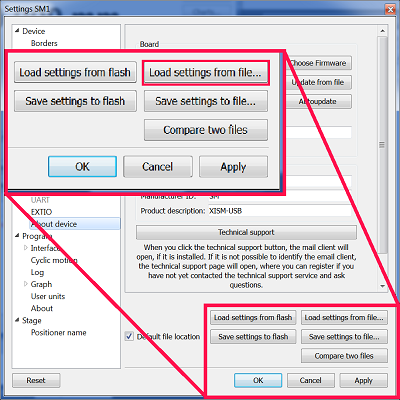 Settings SM1
Device
Borders
Board
Choose Firmware
Update from file
Autoupdate
Load settings from flash
Load settings from file...
Save settings to flash
Save settings to file...
Compare two files
OK
Cancel
Apply
UART
EXTIO
About device
Program
Interface
Cyclic motion
Log
Graph
User units
About
Stage
Positioner name
Manufacturer ID: SM
Product description: XISM-USB
Technical support
When you click the technical support button, the mail client will
open, if it is installed. If it is not possible to identify the email client,
the technical support page will open, where you can register if
you have not yet contacted the technical support service and ask
questions.
Default file location
Load settings from flash
Load settings from file...
Save settings to flash
Save settings to file...
Compare two files
Reset
OK
Cancel
Apply